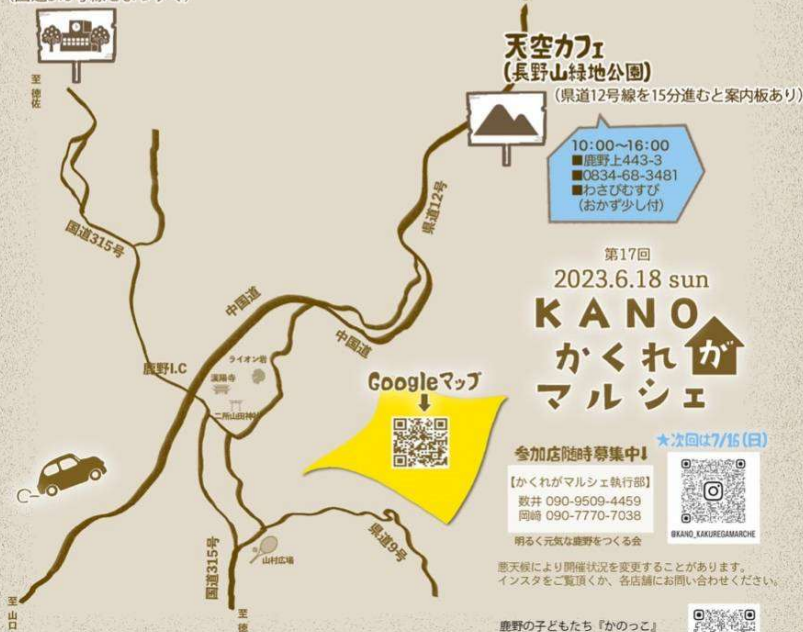 至 徳佐
天空カフェ
(長野山緑地公園)
(県道12号線を15分進むと案内板あり)
10:00~16:00
■鹿野上443-3
■0834-68-3481
■わさびむすび
(おかず少し付)
県道12号
国道315号
中国道
中国道
鹿野I.C
ライオン岩
漢陽寺
二所山田神社
第17回
2023.6.18 sun
KANO
かくれが
マルシェ
Googleマップ
★次回は7/16(日)
参加店随時募集中!
【かくれがマルシェ執行部】
数井 090-9509-4459
岡﨑 090-7770-7038
明るく元気な鹿野をつくる会
@KANO_KAKUREGAMARCHE
国道315号
山村広場
県道9号
悪天候により開催状況を変更することがあります。
インスタをご覧頂くか、各店舗にお問い合わせください。
至 山口
至 徳
鹿野の子どもたち『かのっこ』